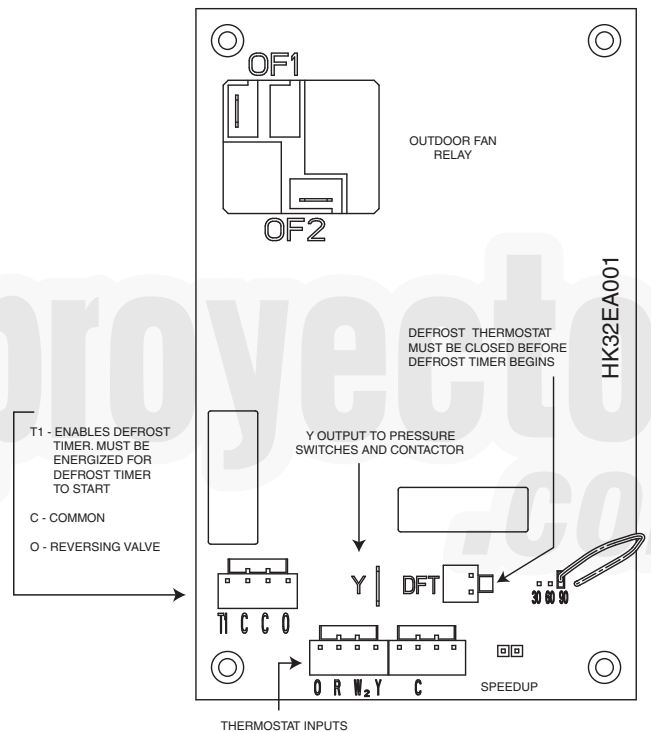 OF1
OUTDOOR FAN
RELAY
OF2
HK32EA001
DEFROST THERMOSTAT
MUST BE CLOSED BEFORE
DEFROST TIMER BEGINS
T1 - ENABLES DEFROST
TIMER. MUST BE
ENERGIZED FOR
DEFROST TIMER
TO START
C - COMMON
O - REVERSING VALVE
Y OUTPUT TO PRESSURE
SWITCHES AND CONTACTOR
Y
DFT
30 60 90
T1 C C O
O R W₂ Y C
SPEEDUP
THERMOSTAT INPUTS
proyecto
.co